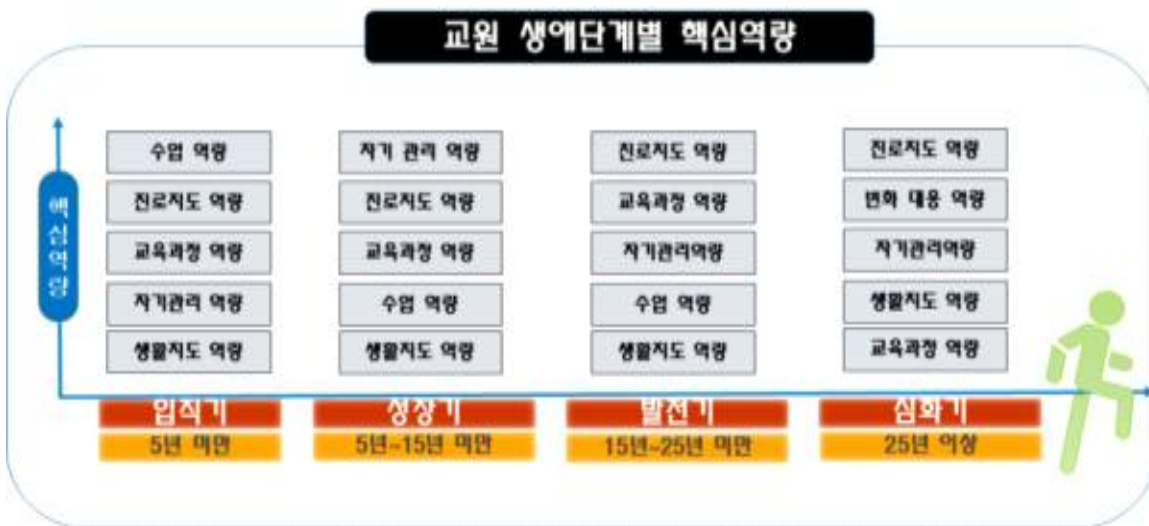 교원 생애단계별 핵심역량
핵심역량
수업 역량
진로지도 역량
교육과정 역량
자기관리 역량
생활지도 역량
입직기
5년 미만
자기 관리 역량
진로지도 역량
교육과정 역량
수업 역량
생활지도 역량
성장기
5년~15년 미만
진로지도 역량
교육과정 역량
자기관리역량
수업 역량
생활지도 역량
발전기
15년~25년 미만
진로지도 역량
변화 대응 역량
자기관리역량
생활지도 역량
교육과정 역량
심화기
25년 이상